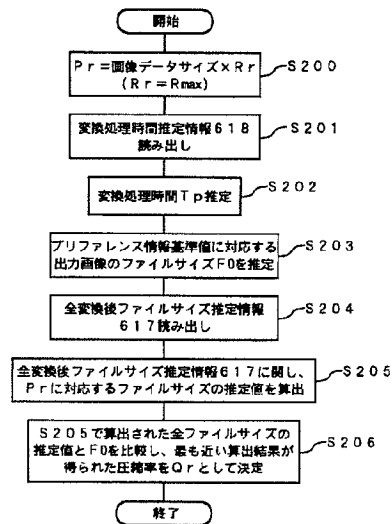 開始
Pr=画像データサイズ×Rr
(Rr=Rmax)
S200
変換処理時間推定情報618
読み出し
S201
変換処理時間Tp推定
S202
プリファレンス情報基準値に対応する
出力画像のファイルサイズF0を推定
S203
全変換後ファイルサイズ推定情報
617読み出し
S204
全変換後ファイルサイズ推定情報617に関し、
Prに対応するファイルサイズの推定値を算出
S205
S205で算出された全ファイルサイズの
推定値とF0を比較し、最も近い算出結果が
得られた圧縮率をQrとして決定
S206
終了